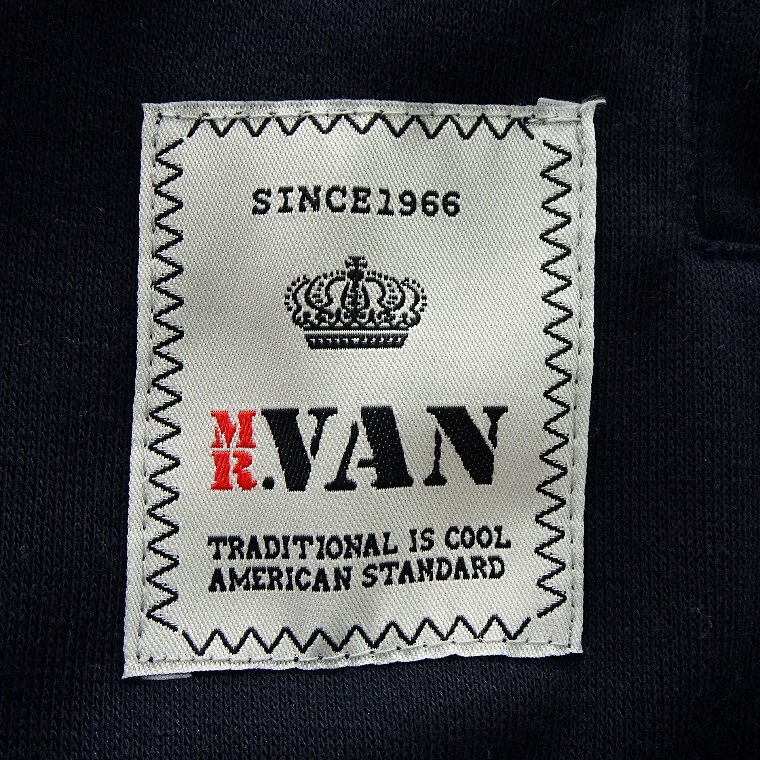 SINCE1966
MR.VAN
TRADITIONAL IS COOL
AMERICAN STANDARD